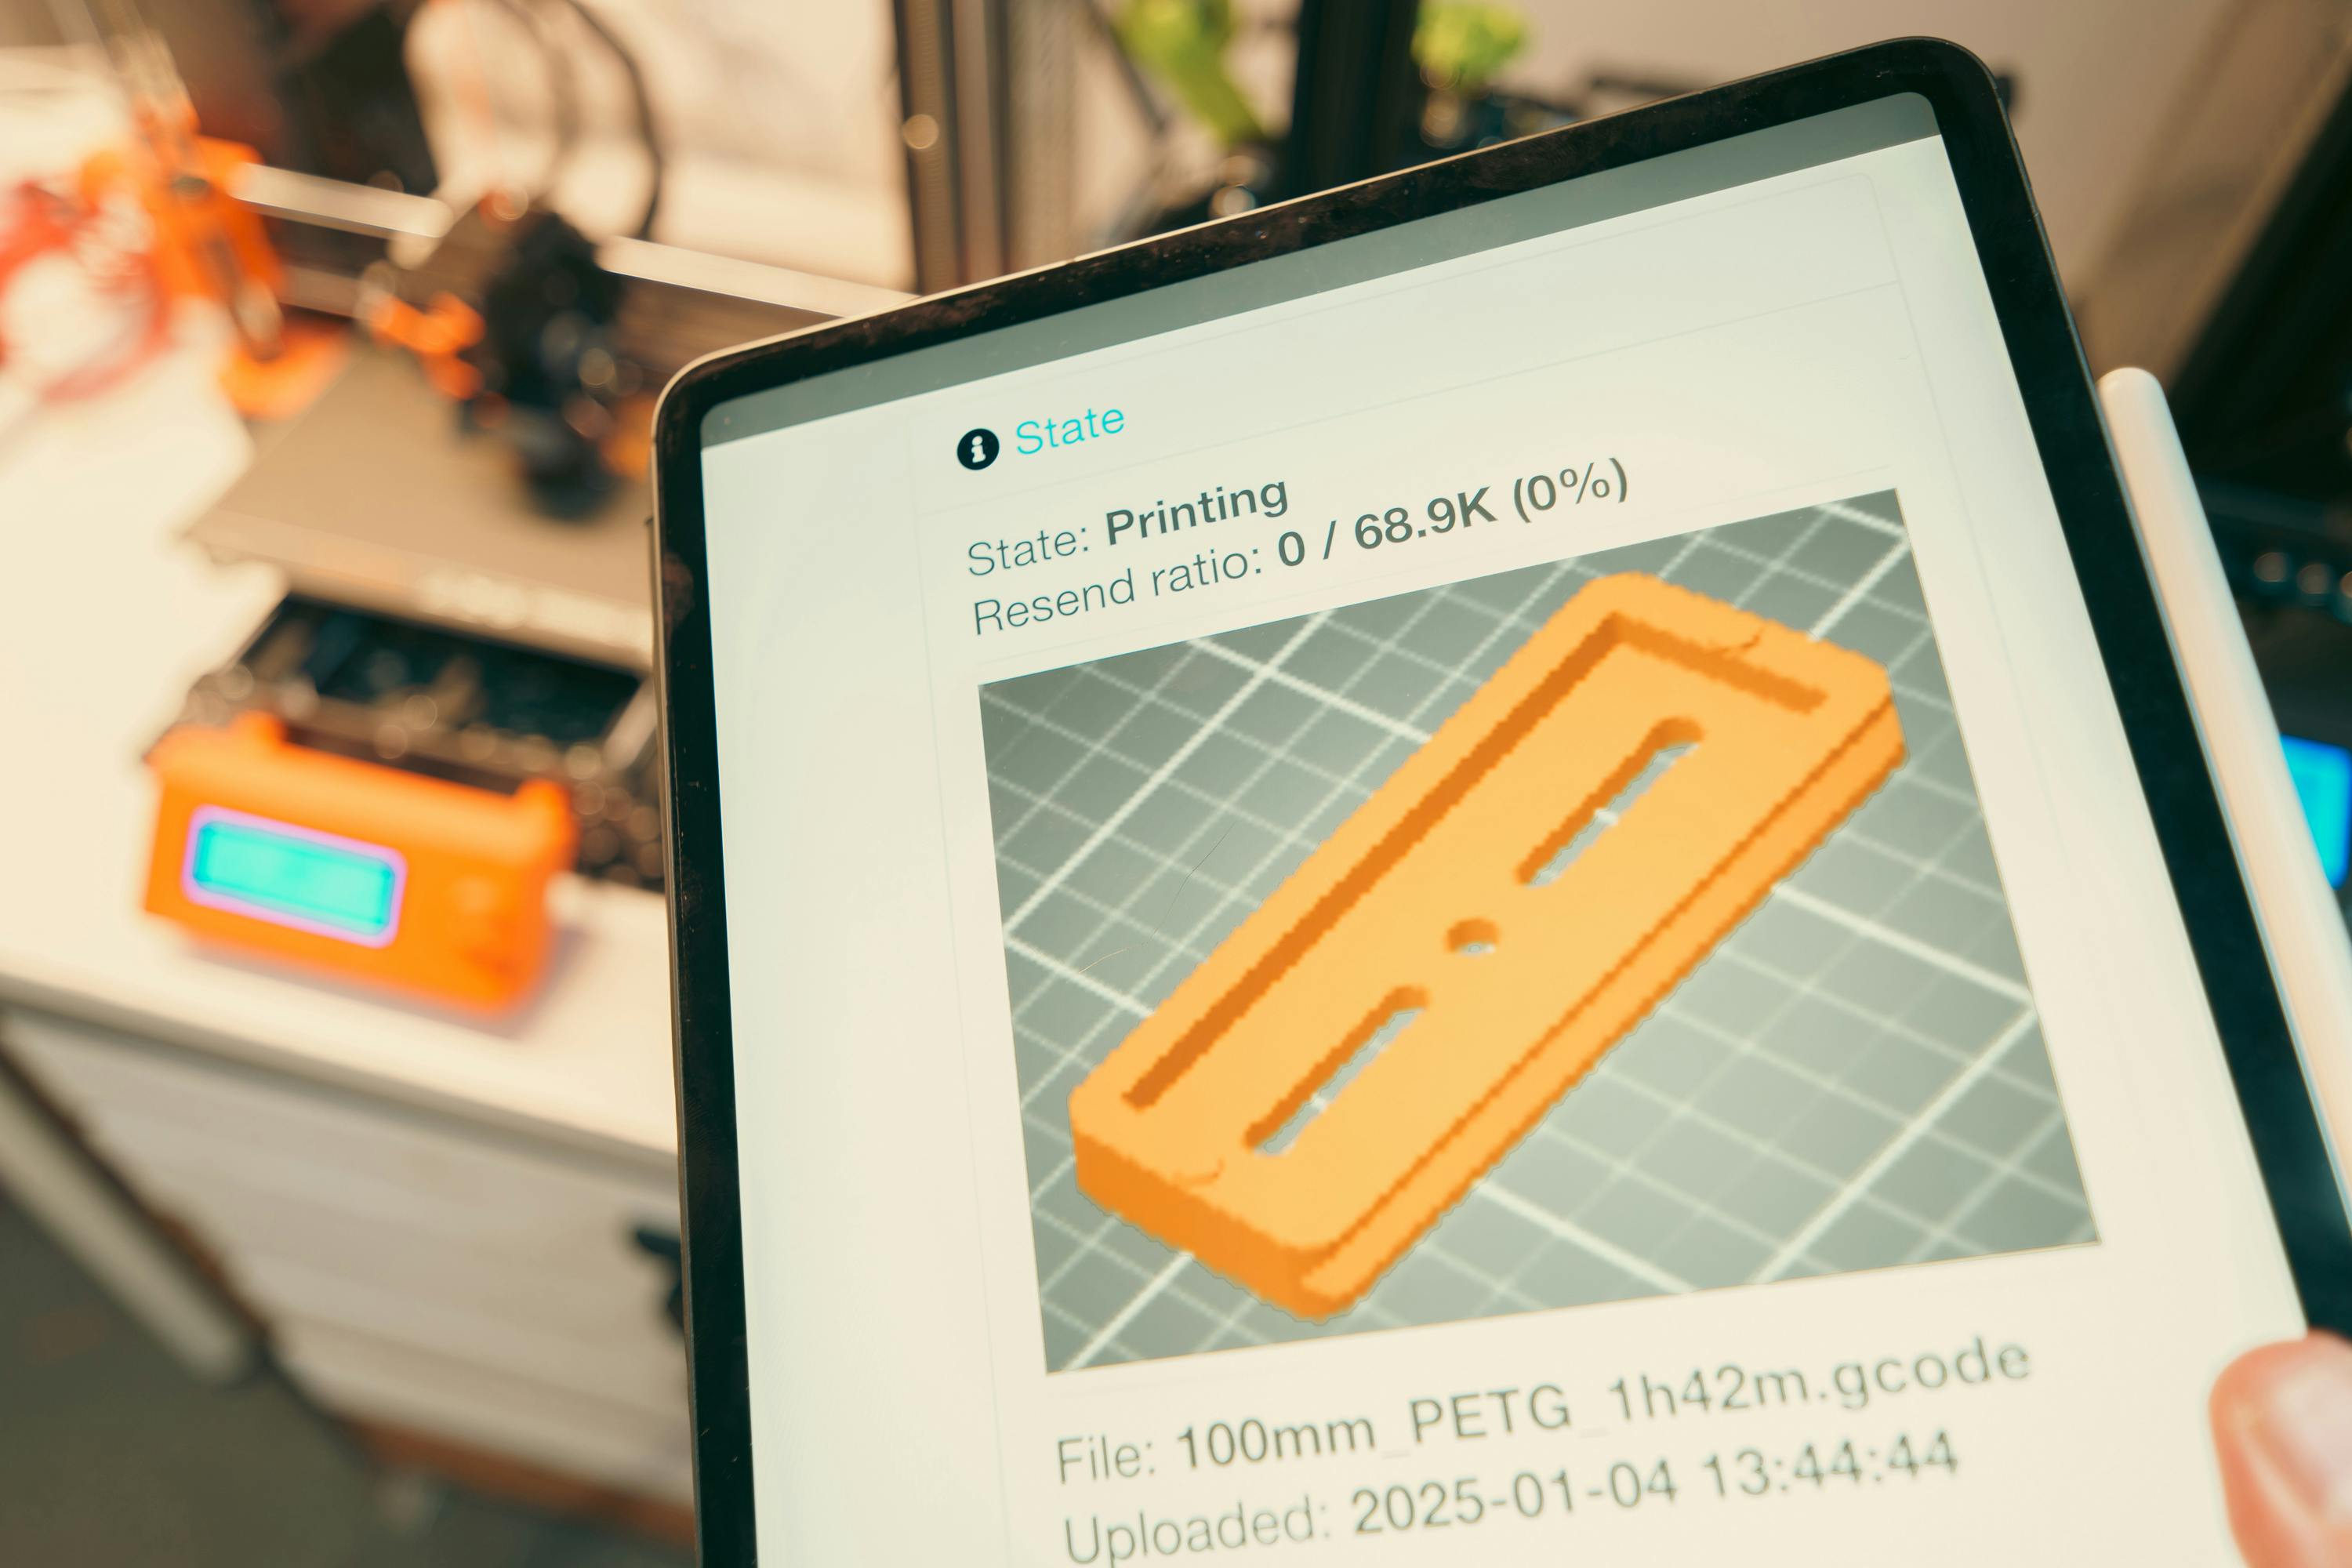 State
State: Printing
Resend ratio: 0 / 68.9K (0%)
File: 100mm_PETG_1h42m.gcode
Uploaded: 2025-01-04 13:44:44